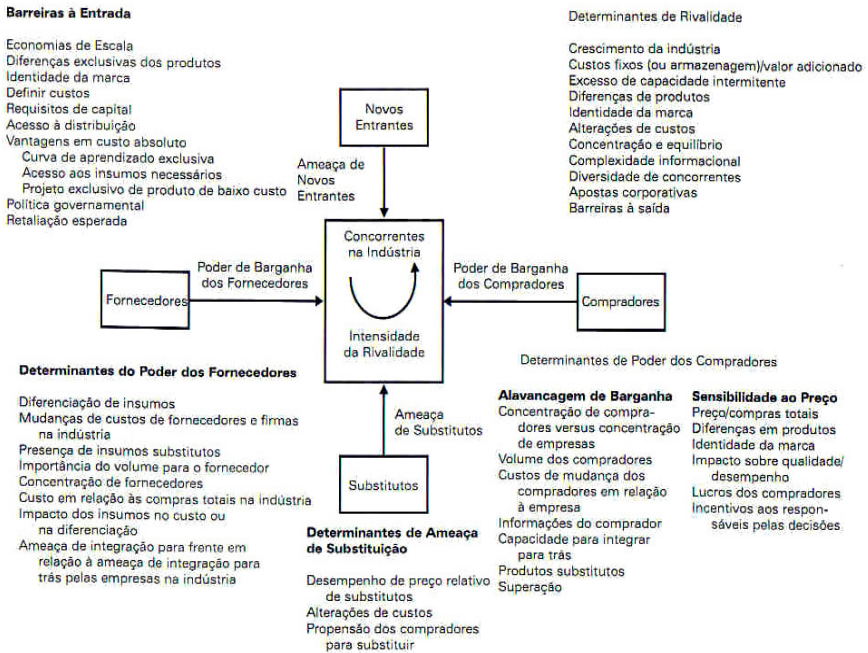 Barreiras à Entrada
Economias de Escala
Diferenças exclusivas dos produtos
Identidade da marca
Definir custos
Requisitos de capital
Acesso à distribuição
Vantagens em custo absoluto
Curva de aprendizado exclusiva
Acesso aos insumos necessários
Projeto exclusivo de produto de baixo custo
Política governamental
Retaliação esperada
Determinantes de Rivalidade
Crescimento da indústria
Custos fixos (ou armazenagem)/valor adicionado
Excesso de capacidade intermitente
Diferenças de produtos
Identidade da marca
Alterações de custos
Concentração e equilíbrio
Complexidade informacional
Diversidade de concorrentes
Apostas corporativas
Barreiras à saída
Novos
Entrantes
Ameaça de
Novos
Entrantes
Concorrentes
na Indústria
Intensidade
da Rivalidade
Fornecedores
Poder de Barganha
dos Fornecedores
Poder de Barganha
dos Compradores
Compradores
Ameaça
de Substitutos
Substitutos
Determinantes do Poder dos Fornecedores
Diferenciação de insumos
Mudanças de custos de fornecedores e firmas
na indústria
Presença de insumos substitutos
Importância do volume para o fornecedor
Concentração de fornecedores
Custo em relação às compras totais na indústria
Impacto dos insumos no custo ou
na diferenciação
Ameaça de integração para frente em
relação à ameaça de integração para
trás pelas empresas na indústria
Determinantes de Ameaça
de Substituição
Desempenho de preço relativo
de substitutos
Alterações de custos
Propensão dos compradores
para substituir
Determinantes de Poder dos Compradores
Alavancagem de Barganha
Concentração de compra-
dores versus concentração
de empresas
Volume dos compradores
Custos de mudança dos
compradores em relação
à empresa
Informações do comprador
Capacidade para integrar
para trás
Produtos substitutos
Superação
Sensibilidade ao Preço
Preço/compras totais
Diferenças em produtos
Identidade da marca
Impacto sobre qualidade/
desempenho
Lucros dos compradores
Incentivos aos respon-
sáveis pelas decisões